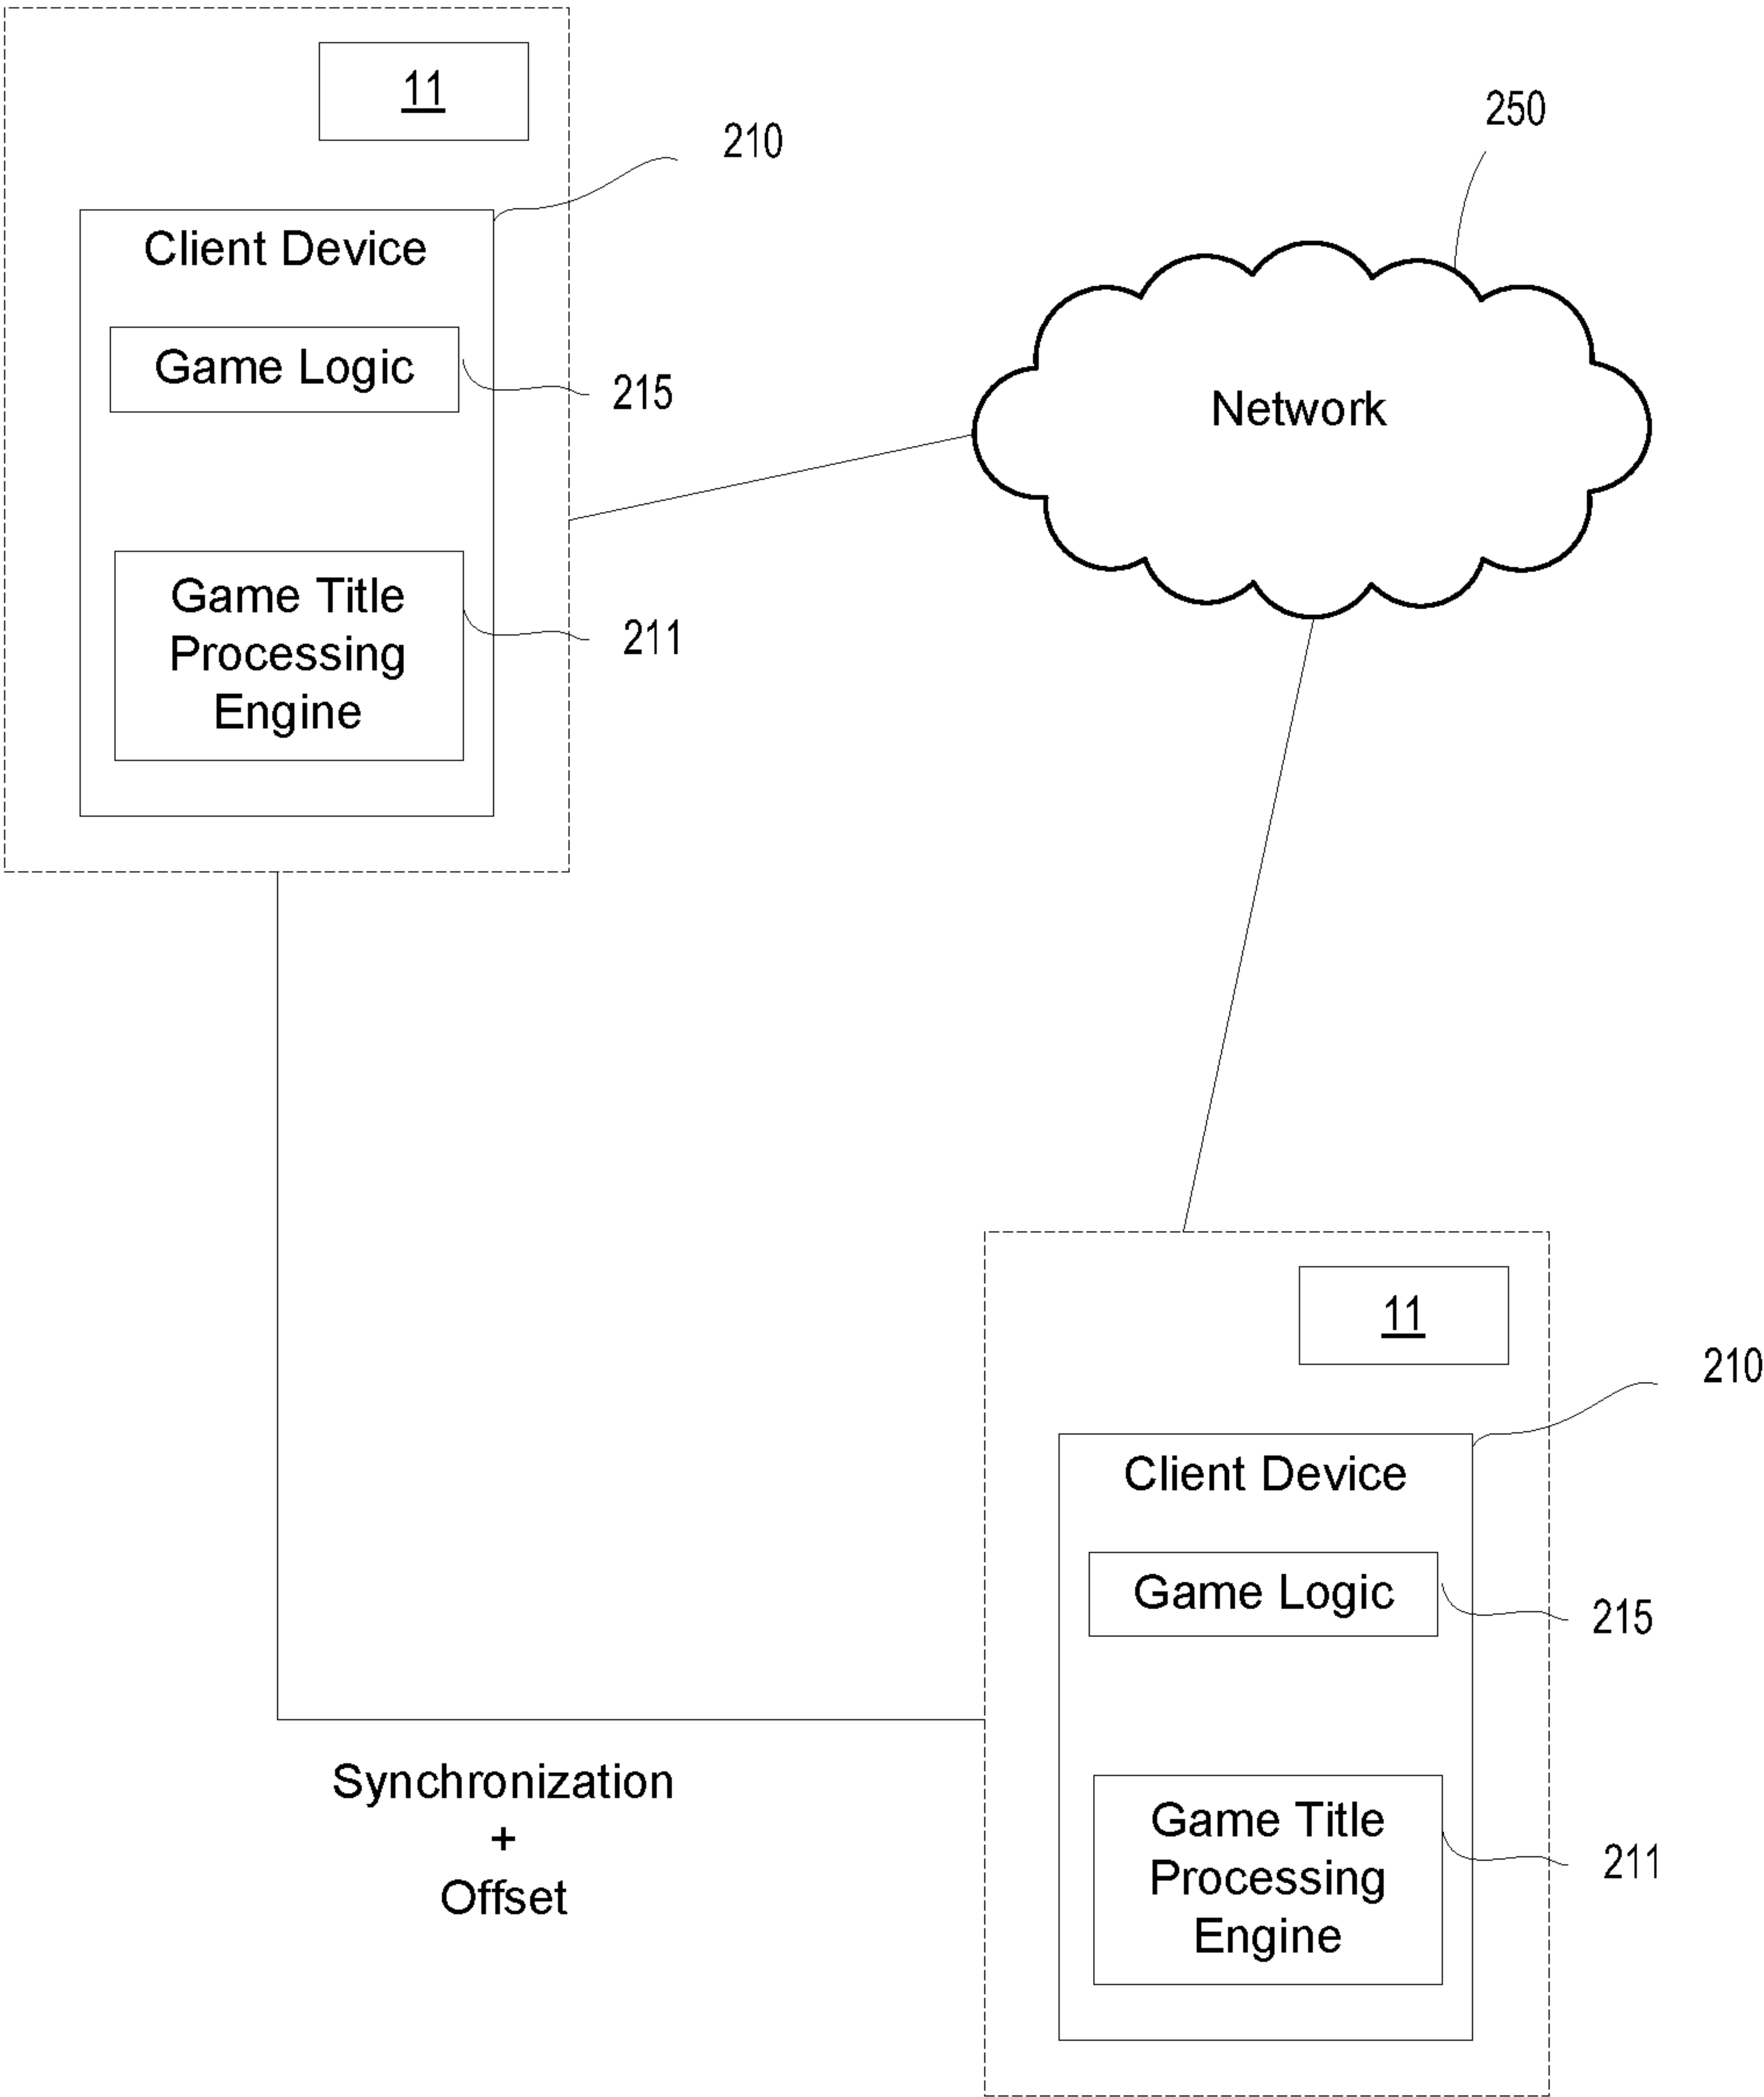 11
210
250
Client Device
Game Logic
215
Network
Game Title
Processing
Engine
211
11
210
Client Device
Game Logic
215
Synchronization
+
Offset
Game Title
Processing
Engine
211